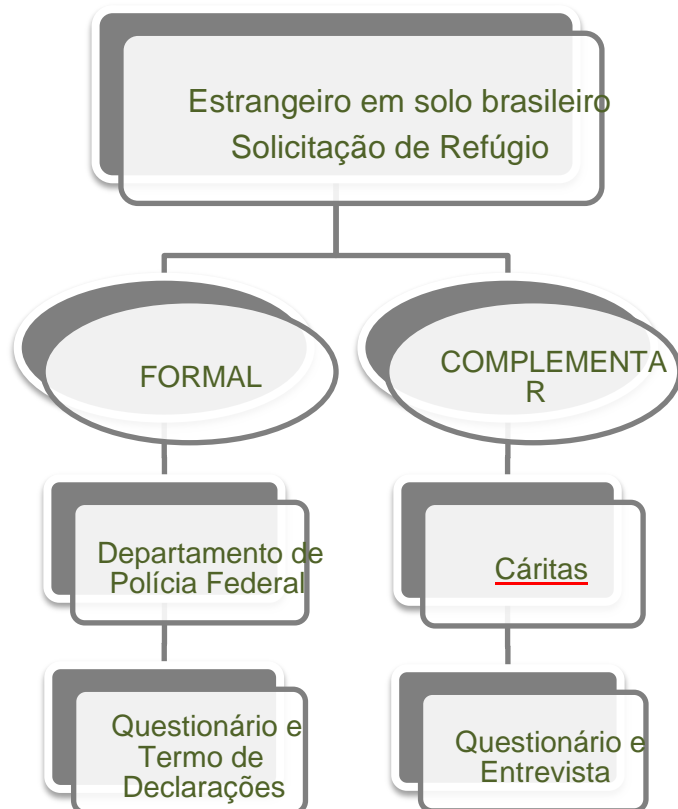 Estrangeiro em solo brasileiro
Solicitação de Refúgio
FORMAL
COMPLEMENTA
R
Departamento de
Polícia Federal
Cáritas
Questionário e
Termo de
Declarações
Questionário e
Entrevista